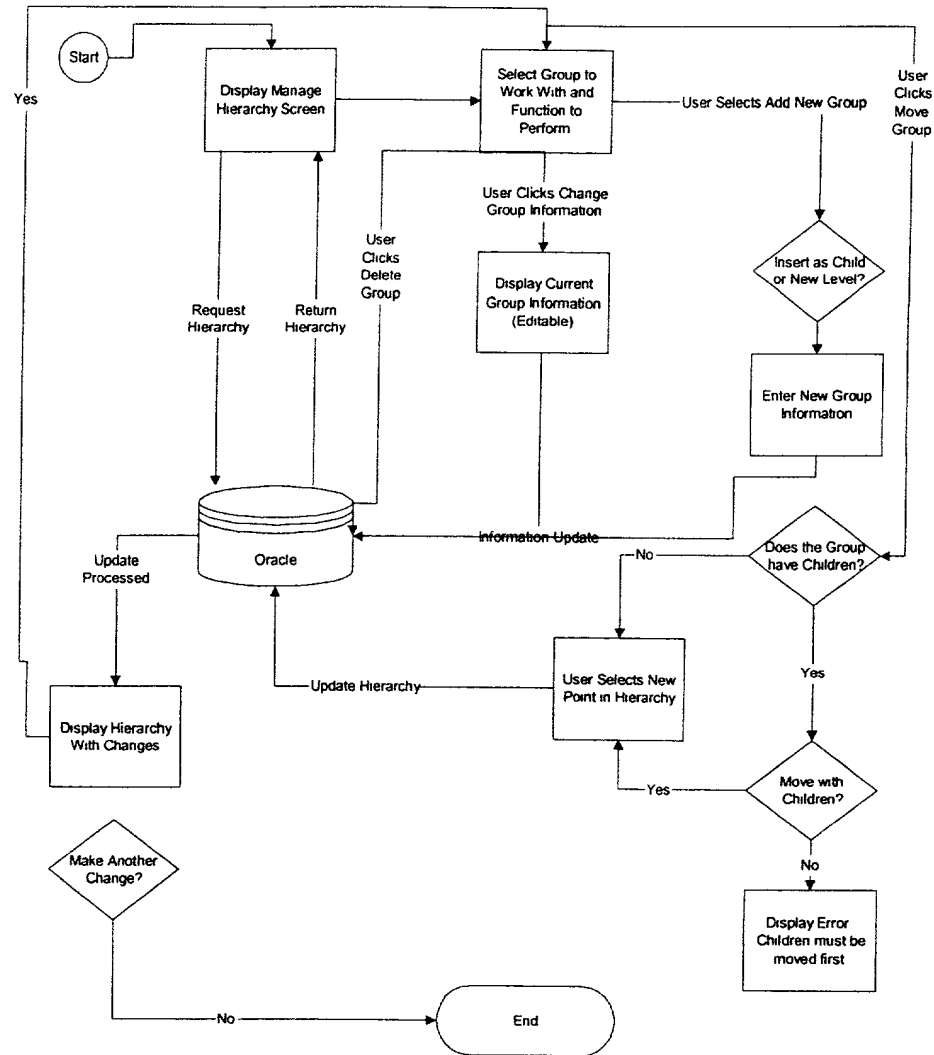 Start
Yes
Display Manage
Hierarchy Screen
Select Group to
Work With and
Function to
Perform
User Selects Add New Group
User
Clicks
Move
Group
User Clicks Change
Group Information
User
Clicks
Delete
Group
Insert as Child
or New Level?
Display Current
Group Information
(Editable)
Request
Hierarchy
Return
Hierarchy
Enter New Group
Information
Oracle
Information Update
Update
Processed
No
Does the Group
have Children?
Yes
Update Hierarchy
User Selects New
Point in Hierarchy
Display Hierarchy
With Changes
Yes
Move with
Children?
No
Make Another
Change?
Display Error
Children must be
moved first
No
End